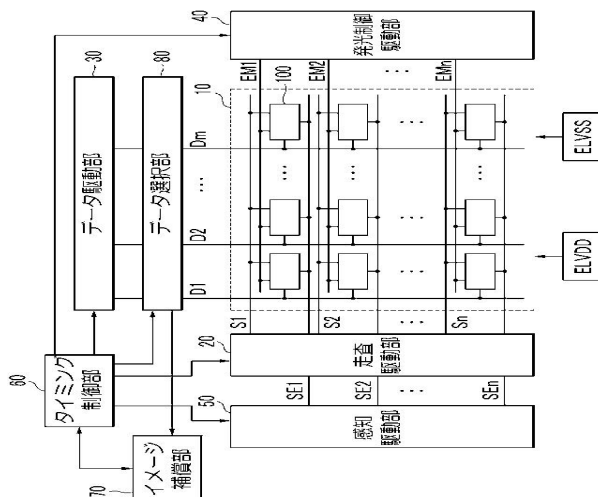 60
タイミング
制御部
30
データ駆動部
80
データ選択部
40
発光制御
駆動部
70
イメージ
補償部
50
感知
駆動部
20
走査
駆動部
10
100
D1
D2
...
Dm
EM1
EM2
...
EMn
S1
S2
...
Sn
SE1
SE2
...
SEn
ELVDD
ELVSS